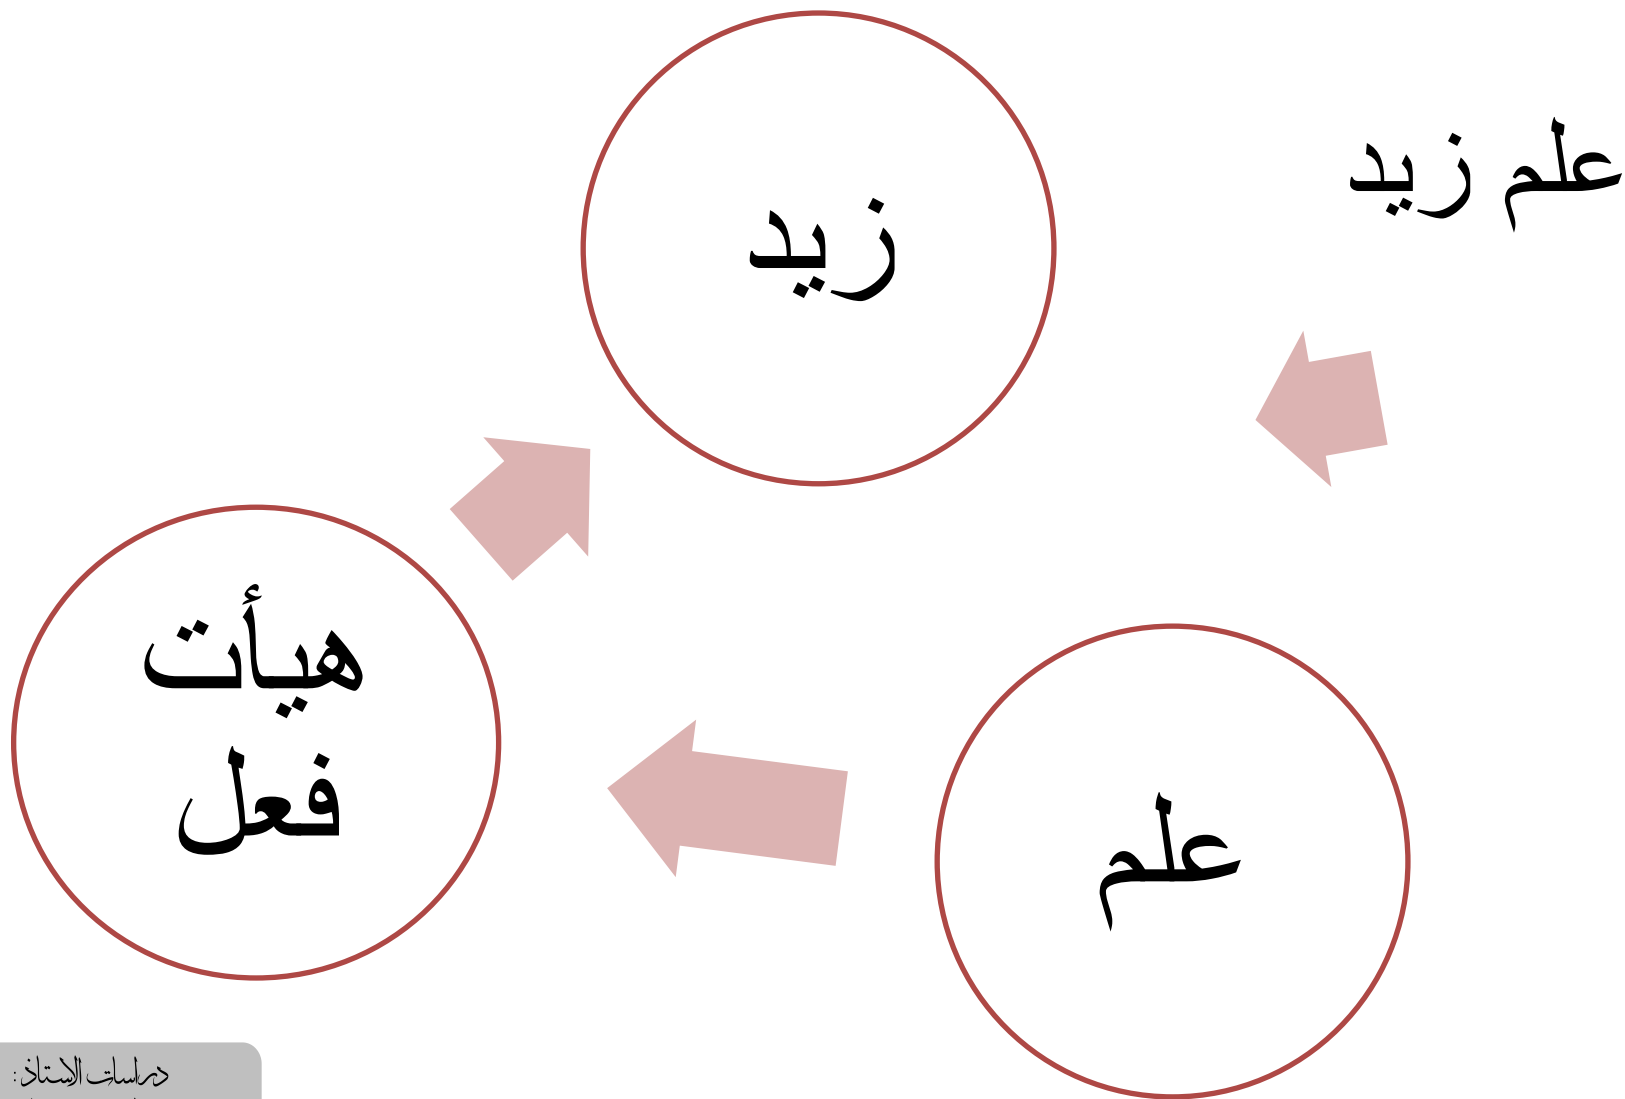 علم زيد
زيد
علم
هيأت
فعل
دراسات الاستاذ: